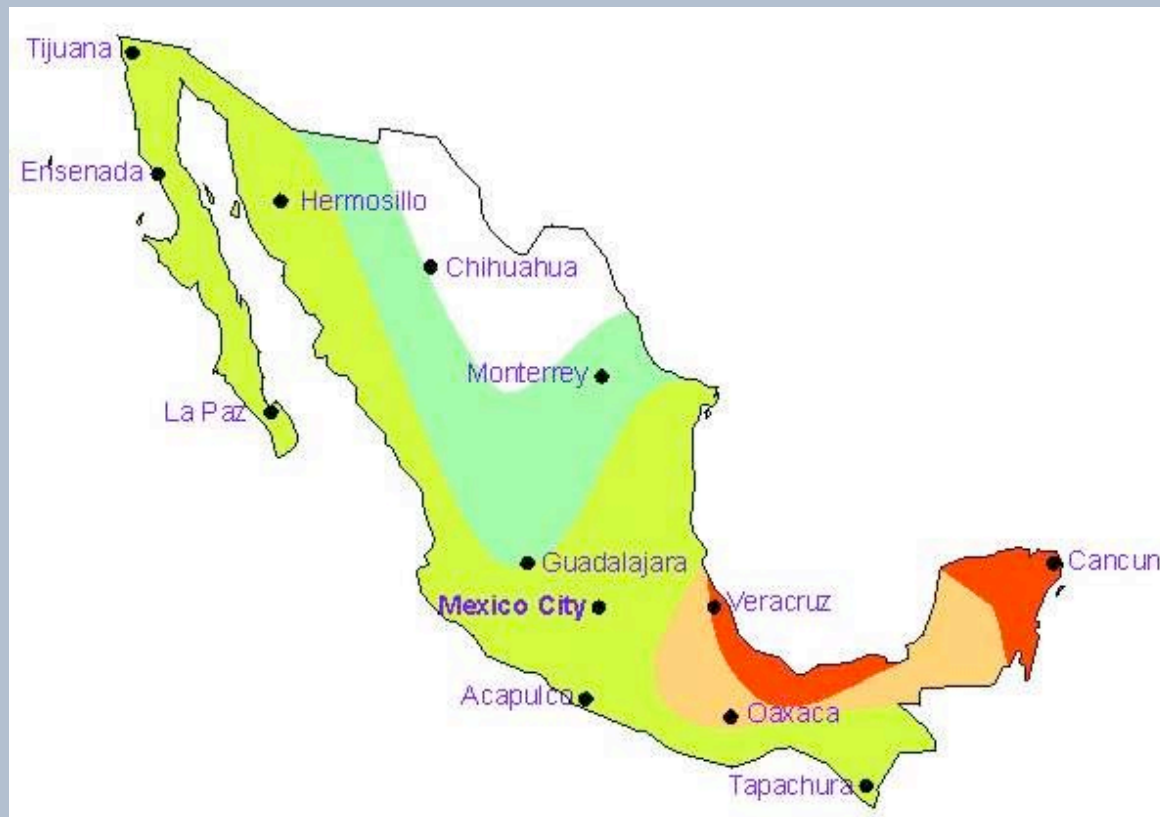 Tijuana
Ensenada
Hermosillo
Chihuahua
Monterrey
La Paz
Guadalajara
Cancun
Mexico City
Veracruz
Acapulco
Oaxaca
Tapachura